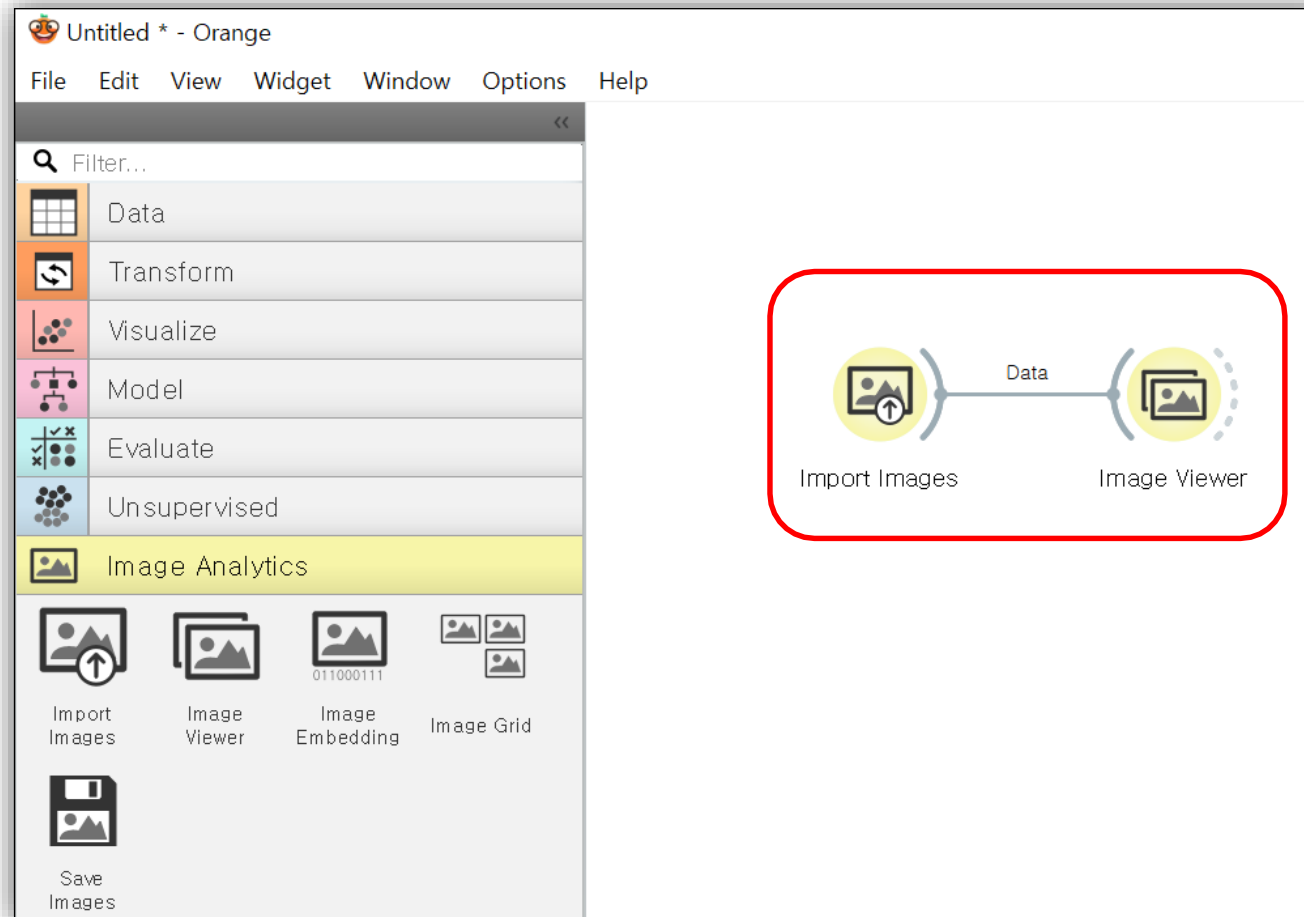 Untitled * - Orange
File Edit View Widget Window Options Help
«
Filter...
Data
Transform
Visualize
Model
Evaluate
Unsupervised
Image Analytics
Import
Images
Image
Viewer
011000111
Image
Embedding
Image Grid
Save
Images
Data
Import Images
Image Viewer